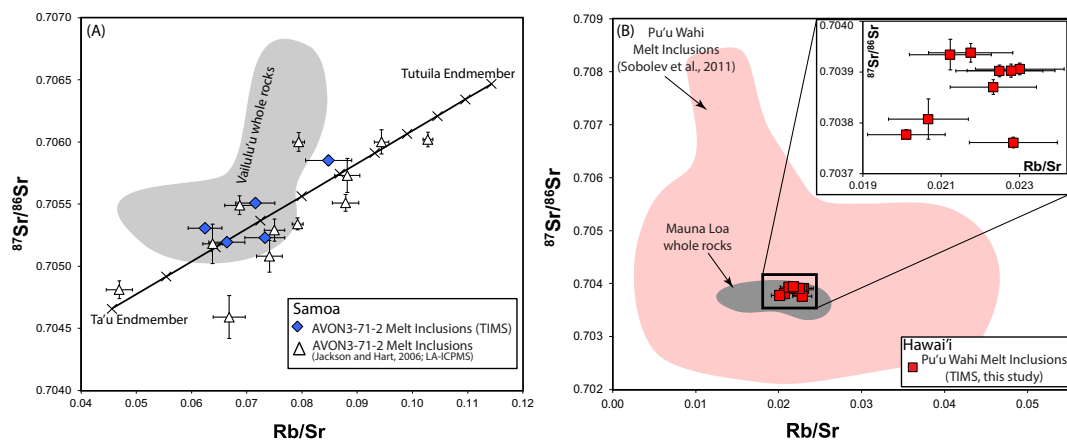 (A)
0.7070
0.7065
0.7060
0.7055
0.7050
0.7045
0.7040
0.04
0.05
0.06
0.07
0.08
0.09
0.10
0.11
0.12
⁸⁷Sr/⁸⁶Sr
Rb/Sr
Vailulu'u whole rocks
Tutuila Endmember
Ta'u Endmember
Samoa
AVON3-71-2 Melt Inclusions (TIMS)
AVON3-71-2 Melt Inclusions
(Jackson and Hart, 2006; LA-ICPMS)
(B)
0.709
0.708
0.707
0.706
0.705
0.704
0.703
0.702
0.00
0.01
0.02
0.03
0.04
0.05
⁸⁷Sr/⁸⁶Sr
Rb/Sr
Pu'u Wahi
Melt Inclusions
(Sobolev et al., 2011)
Mauna Loa
whole rocks
0.7040
0.7039
0.7038
0.7037
0.019
0.021
0.023
⁸⁷Sr/⁸⁶Sr
Rb/Sr
Hawai'i
Pu'u Wahi Melt Inclusions
(TIMS, this study)